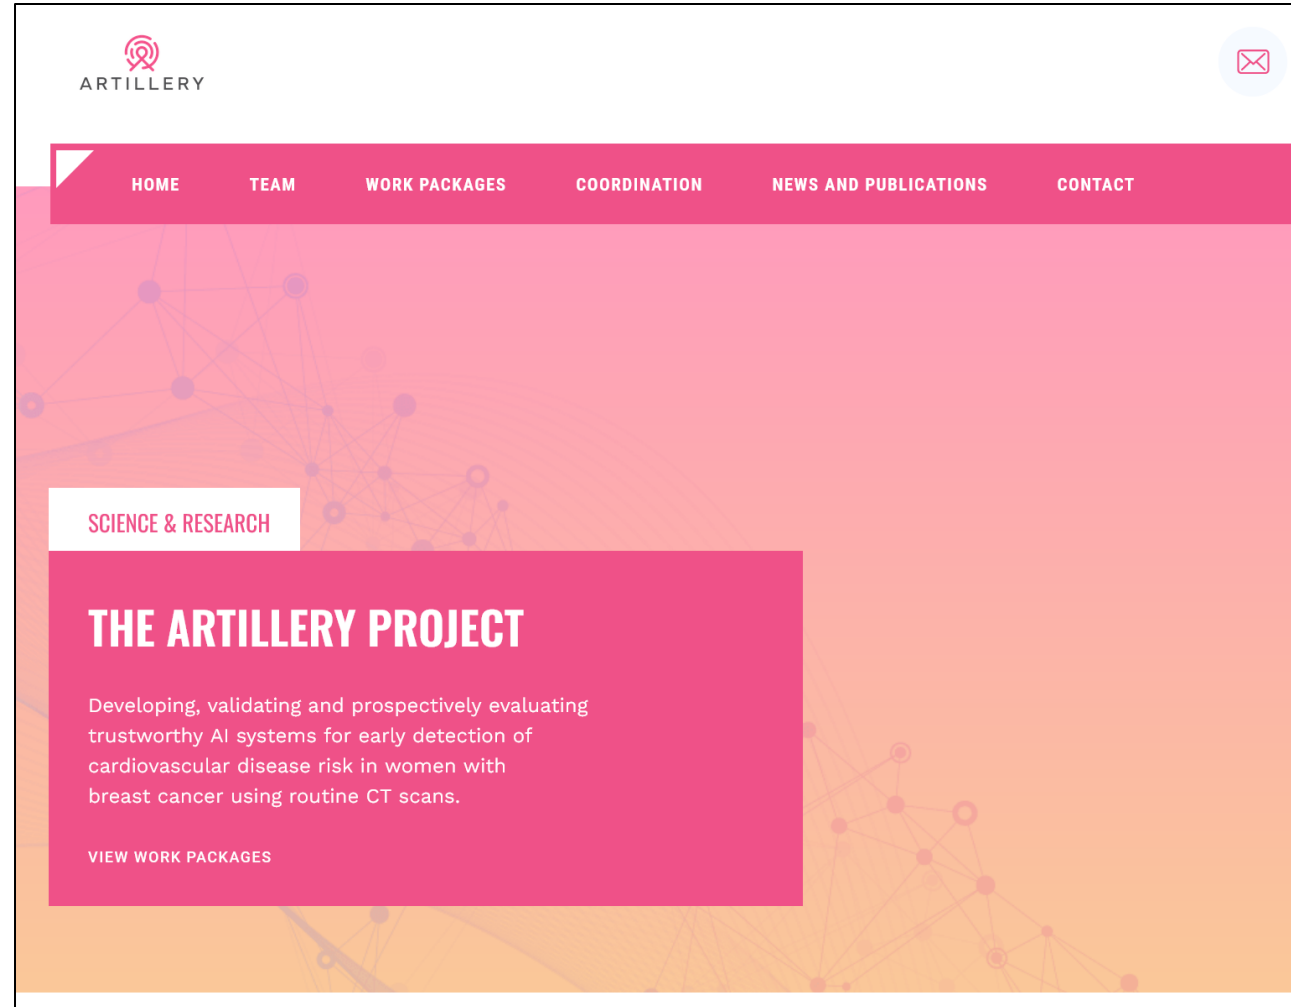 ARTILLERY
HOME TEAM WORK PACKAGES COORDINATION NEWS AND PUBLICATIONS CONTACT
SCIENCE & RESEARCH
THE ARTILLERY PROJECT
Developing, validating and prospectively evaluating
trustworthy AI systems for early detection of
cardiovascular disease risk in women with
breast cancer using routine CT scans.
VIEW WORK PACKAGES